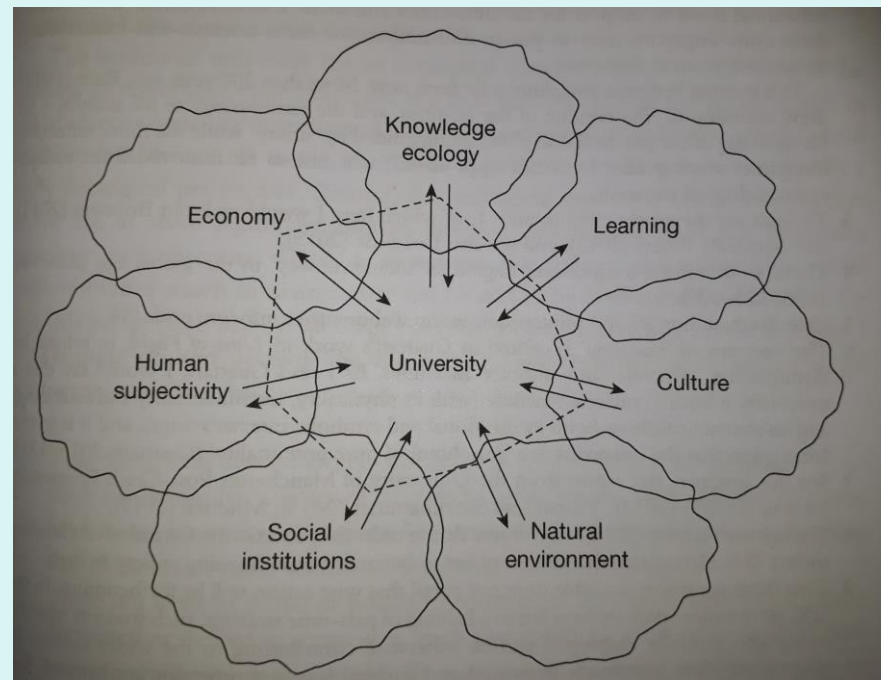 Knowledge
ecology
Economy
Learning
Human
subjectivity
University
Culture
Social
institutions
Natural
environment